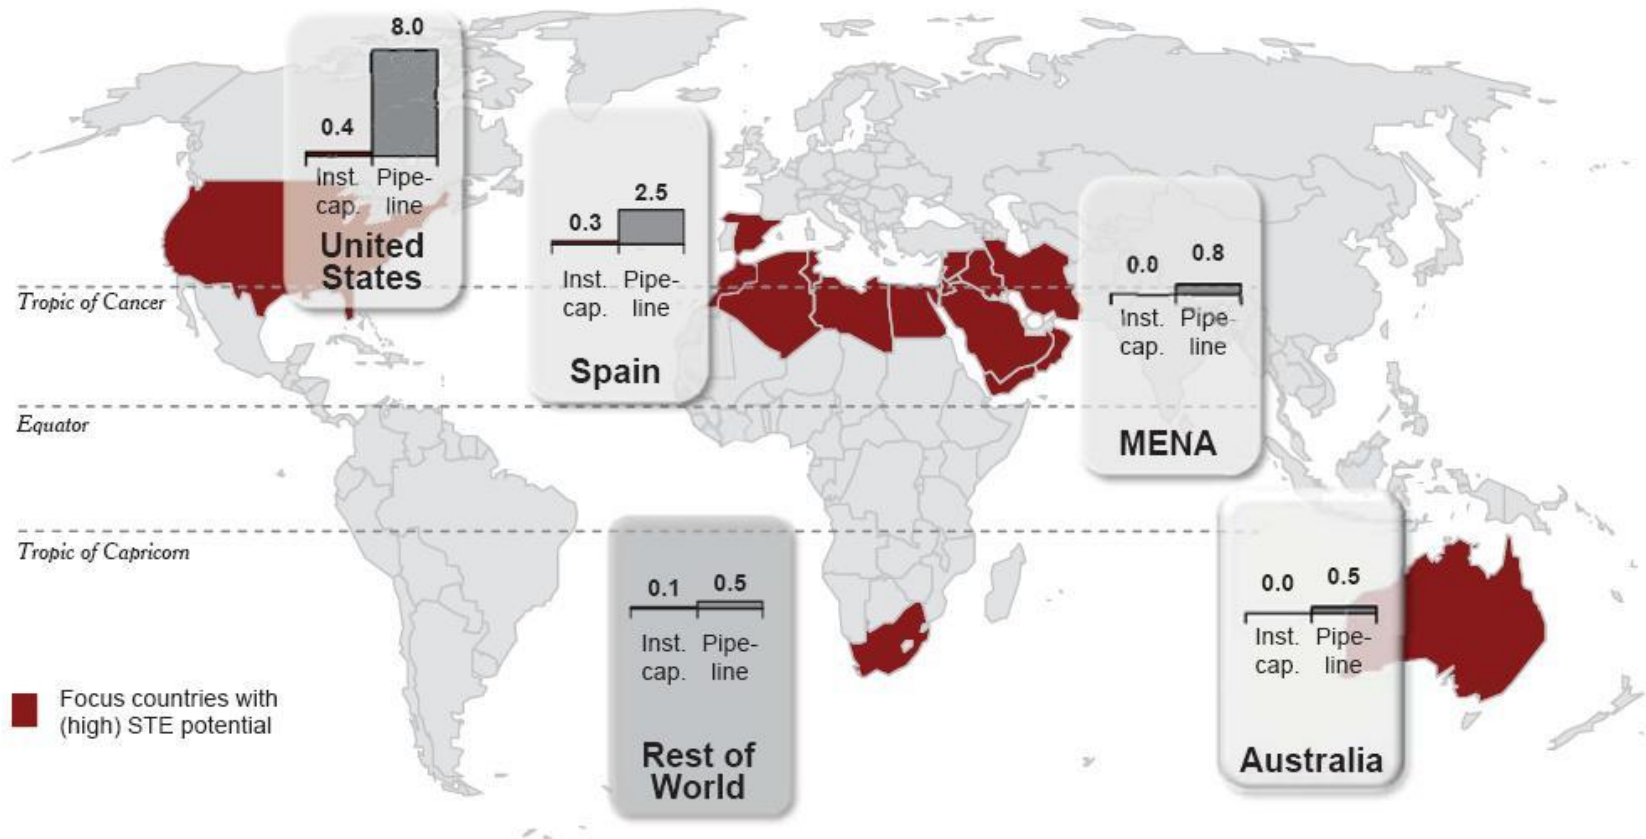 8.0
0.4
Inst. Pipe-
cap. line
United
States
2.5
0.3
Inst. Pipe-
cap. line
Spain
0.8
0.0
Inst. Pipe-
cap. line
MENA
Tropic of Cancer
Equator
Tropic of Capricorn
0.1 0.5
Inst. Pipe-
cap. line
Rest of
World
0.0 0.5
Inst. Pipe-
cap. line
Australia
Focus countries with
(high) STE potential